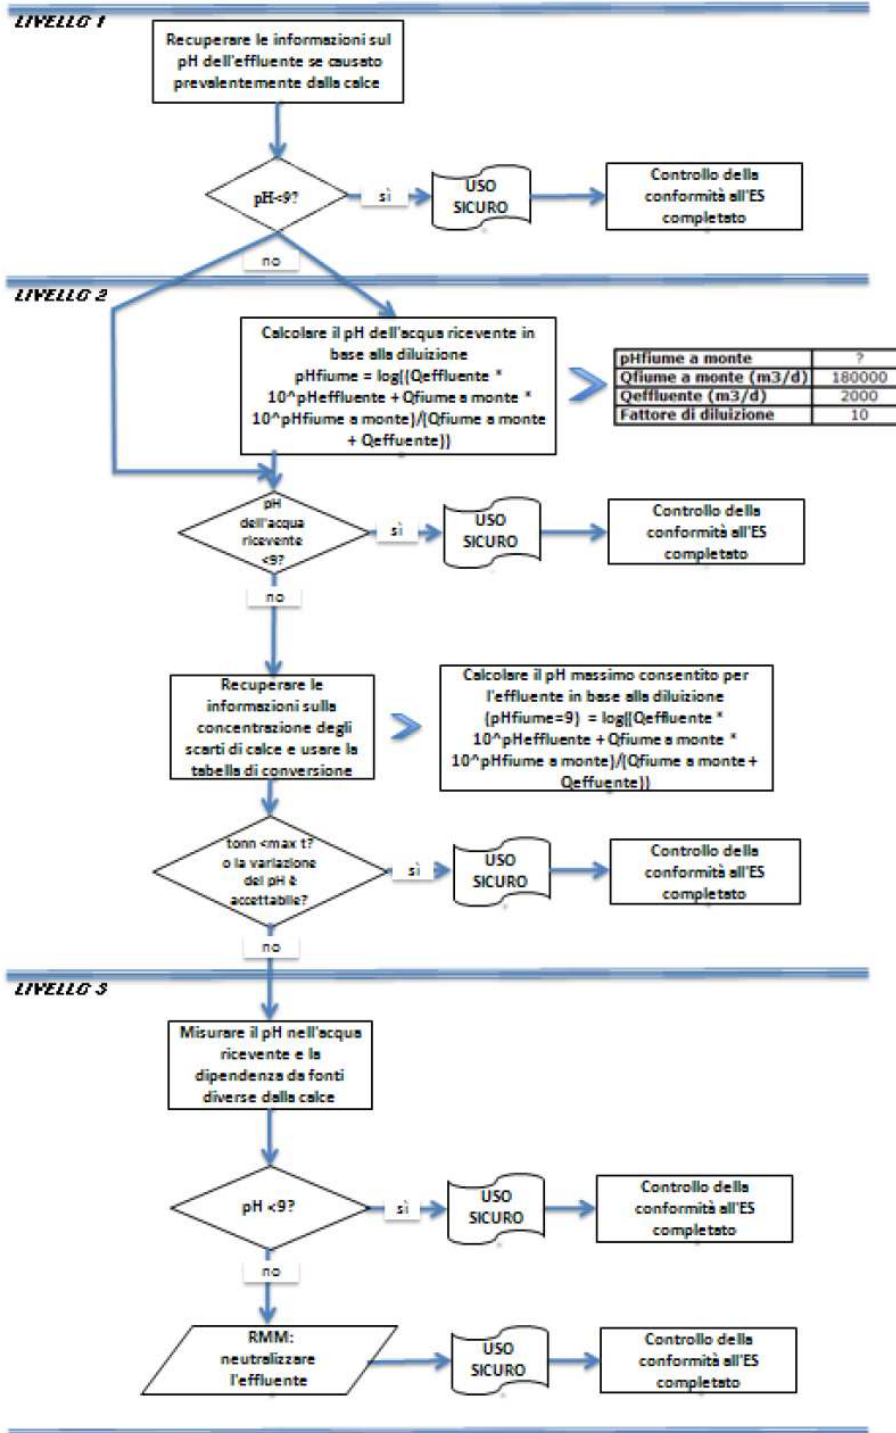 LIVELLO 1
Recuperare le informazioni sul
pH dell'effluente se causato
prevalentemente dalla calce
pH<9?
sì
USO
SICURO
Controllo della
conformità all'ES
completato
no
LIVELLO 2
Calcolare il pH dell'acqua ricevente in
base alla diluizione
pHfiume = log((Qeffluente *
10^pHeffluente + Qfiume a monte *
10^pHfiume a monte)/(Qfiume a monte
+ Qeffuente))
pHfiume a monte ?
Qfiume a monte (m3/d) 180000
Qeffluente (m3/d) 2000
Fattore di diluizione 10
pH
dell'acqua
ricevente
<9?
sì
USO
SICURO
Controllo della
conformità all'ES
completato
no
Recuperare le
informazioni sulla
concentrazione degli
scarti di calce e usare la
tabella di conversione
Calcolare il pH massimo consentito per
l'effluente in base alla diluizione
(pHfiume=9) = log((Qeffluente *
10^pHeffluente + Qfiume a monte *
10^pHfiume a monte)/(Qfiume a monte +
Qeffuente))
tonn <max t?
o la variazione
del pH è
accettabile?
sì
USO
SICURO
Controllo della
conformità all'ES
completato
no
LIVELLO 3
Misurare il pH nell'acqua
ricevente e la
dipendenza da fonti
diverse dalla calce
pH <9?
sì
USO
SICURO
Controllo della
conformità all'ES
completato
no
RMM:
neutralizzare
l'effluente
USO
SICURO
Controllo della
conformità all'ES
completato